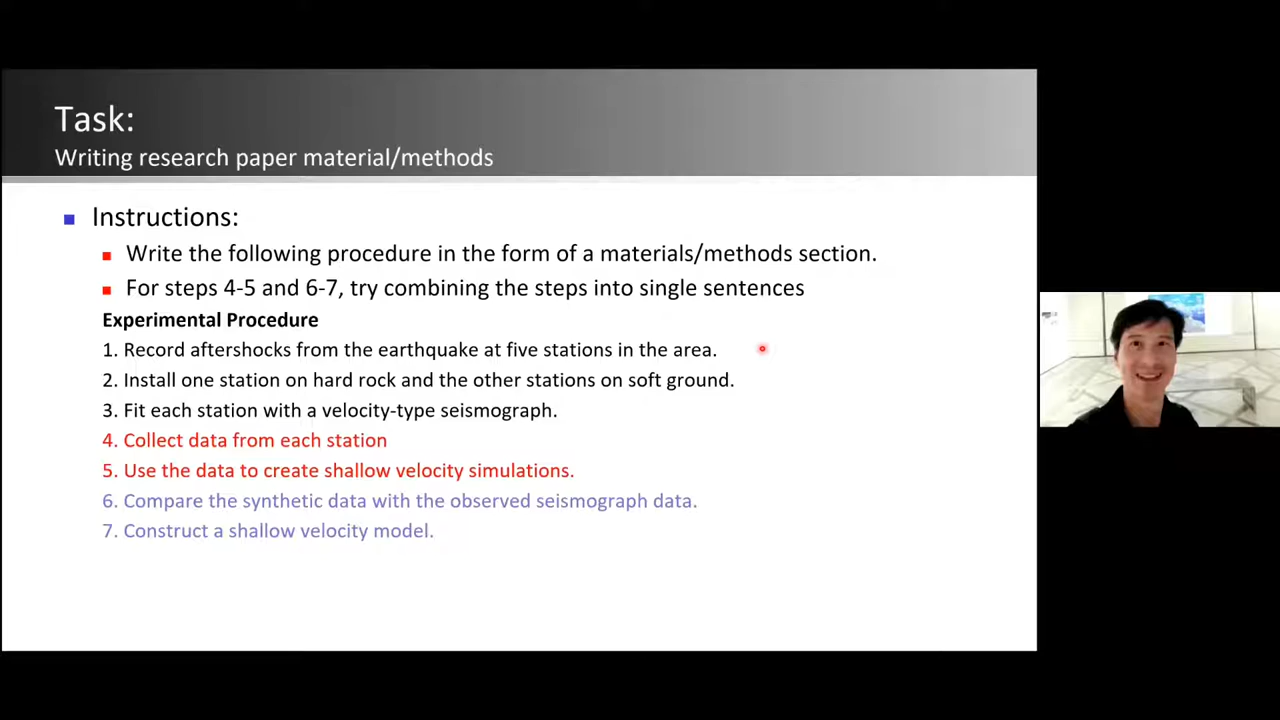 Task:
Writing research paper material/methods
Instructions:
Write the following procedure in the form of a materials/methods section.
For steps 4-5 and 6-7, try combining the steps into single sentences
Experimental Procedure
1. Record aftershocks from the earthquake at five stations in the area.
2. Install one station on hard rock and the other stations on soft ground.
3. Fit each station with a velocity-type seismograph.
4. Collect data from each station
5. Use the data to create shallow velocity simulations.
6. Compare the synthetic data with the observed seismograph data.
7. Construct a shallow velocity model.